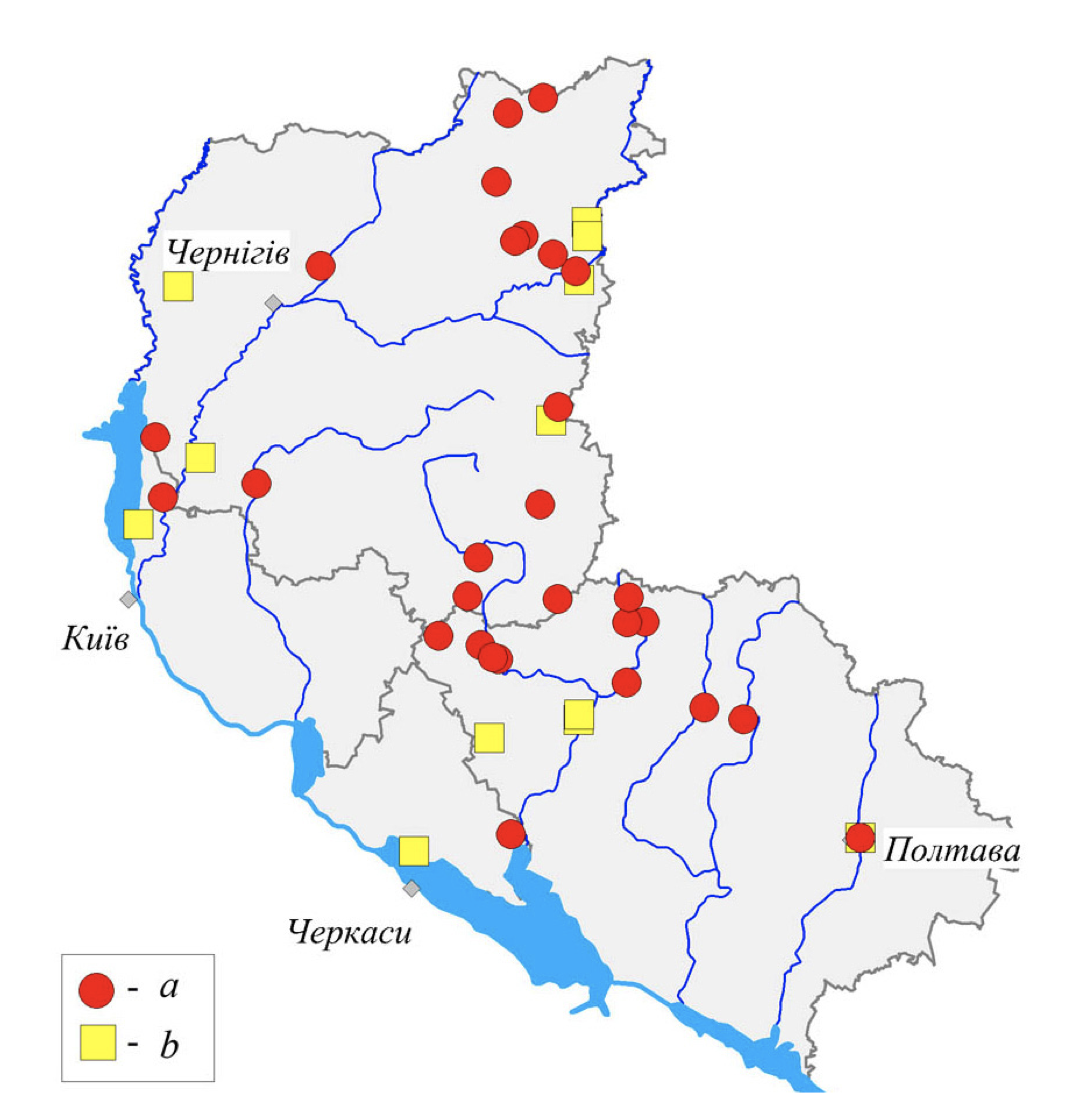 Чернігів
Київ
Полтава
Черкаси
- a
- b